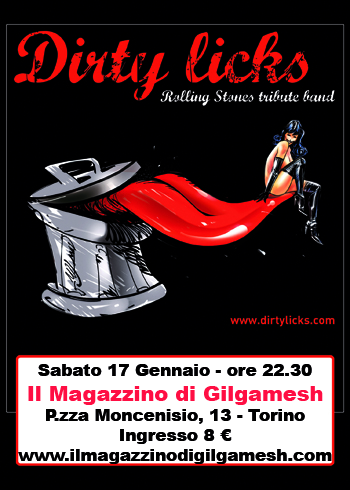 Dirty licks
Rolling Stones tribute band
www.dirtylicks.com
Sabato 17 Gennaio - ore 22.30
Il Magazzino di Gilgamesh
P.zza Moncenisio, 13 - Torino
Ingresso 8 €
www.ilmagazzinodigilgamesh.com